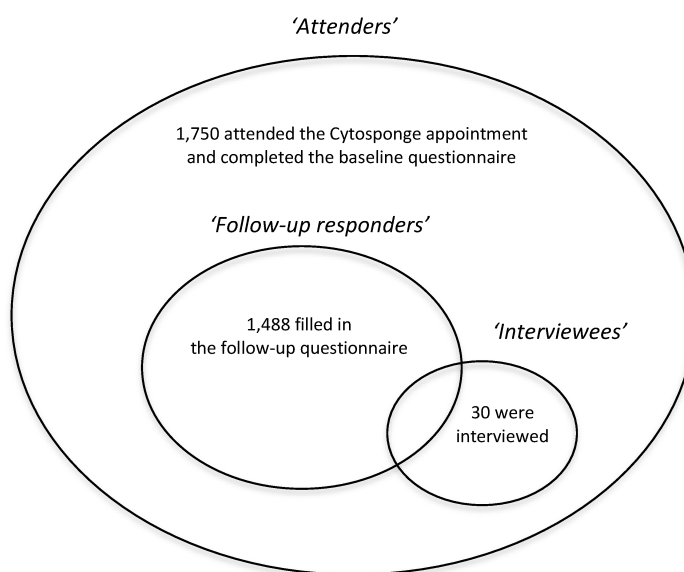 ‘Attenders’
1,750 attended the Cytosponge appointment
and completed the baseline questionnaire
‘Follow-up responders’
1,488 filled in
the follow-up questionnaire
‘Interviewees’
30 were
interviewed